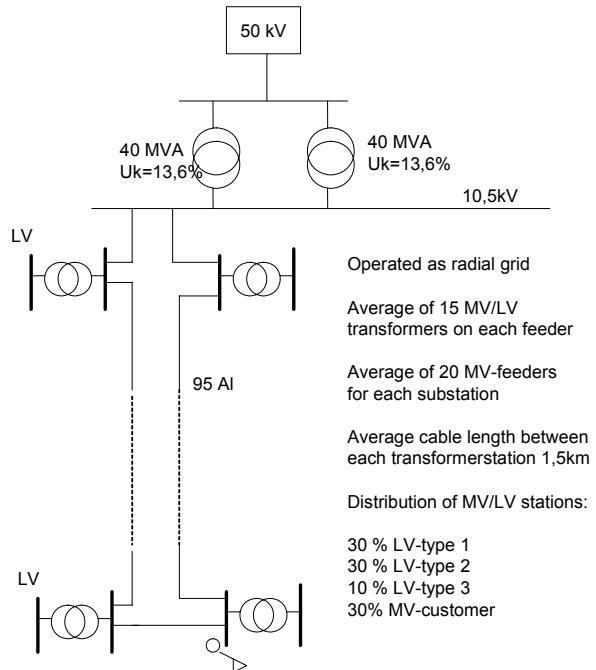 50 kV
40 MVA
Uk=13,6%
40 MVA
Uk=13,6%
10,5kV
LV
Operated as radial grid
Average of 15 MV/LV
transformers on each feeder
95 Al
Average of 20 MV-feeders
for each substation
Average cable length between
each transformerstation 1,5km
Distribution of MV/LV stations:
30 % LV-type 1
30 % LV-type 2
10 % LV-type 3
30% MV-customer
LV